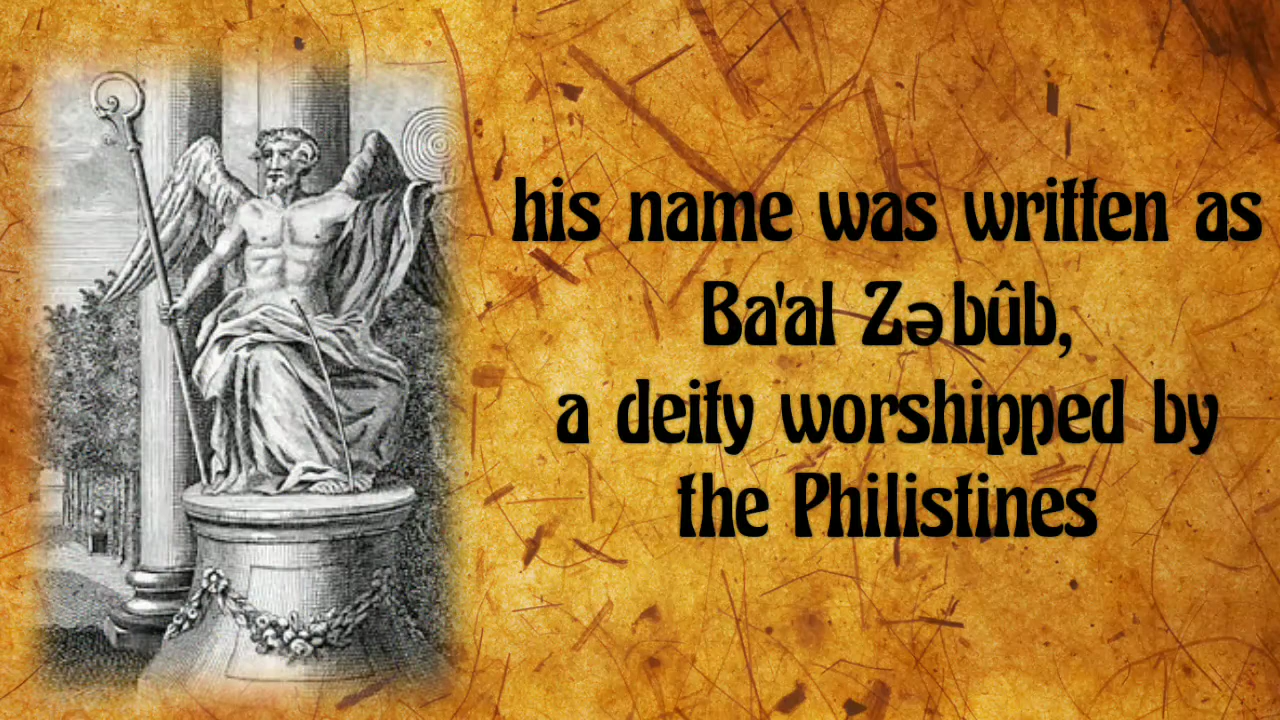 his name was written as
Ba'al Zəbûb,
a deity worshipped by
the Philistines